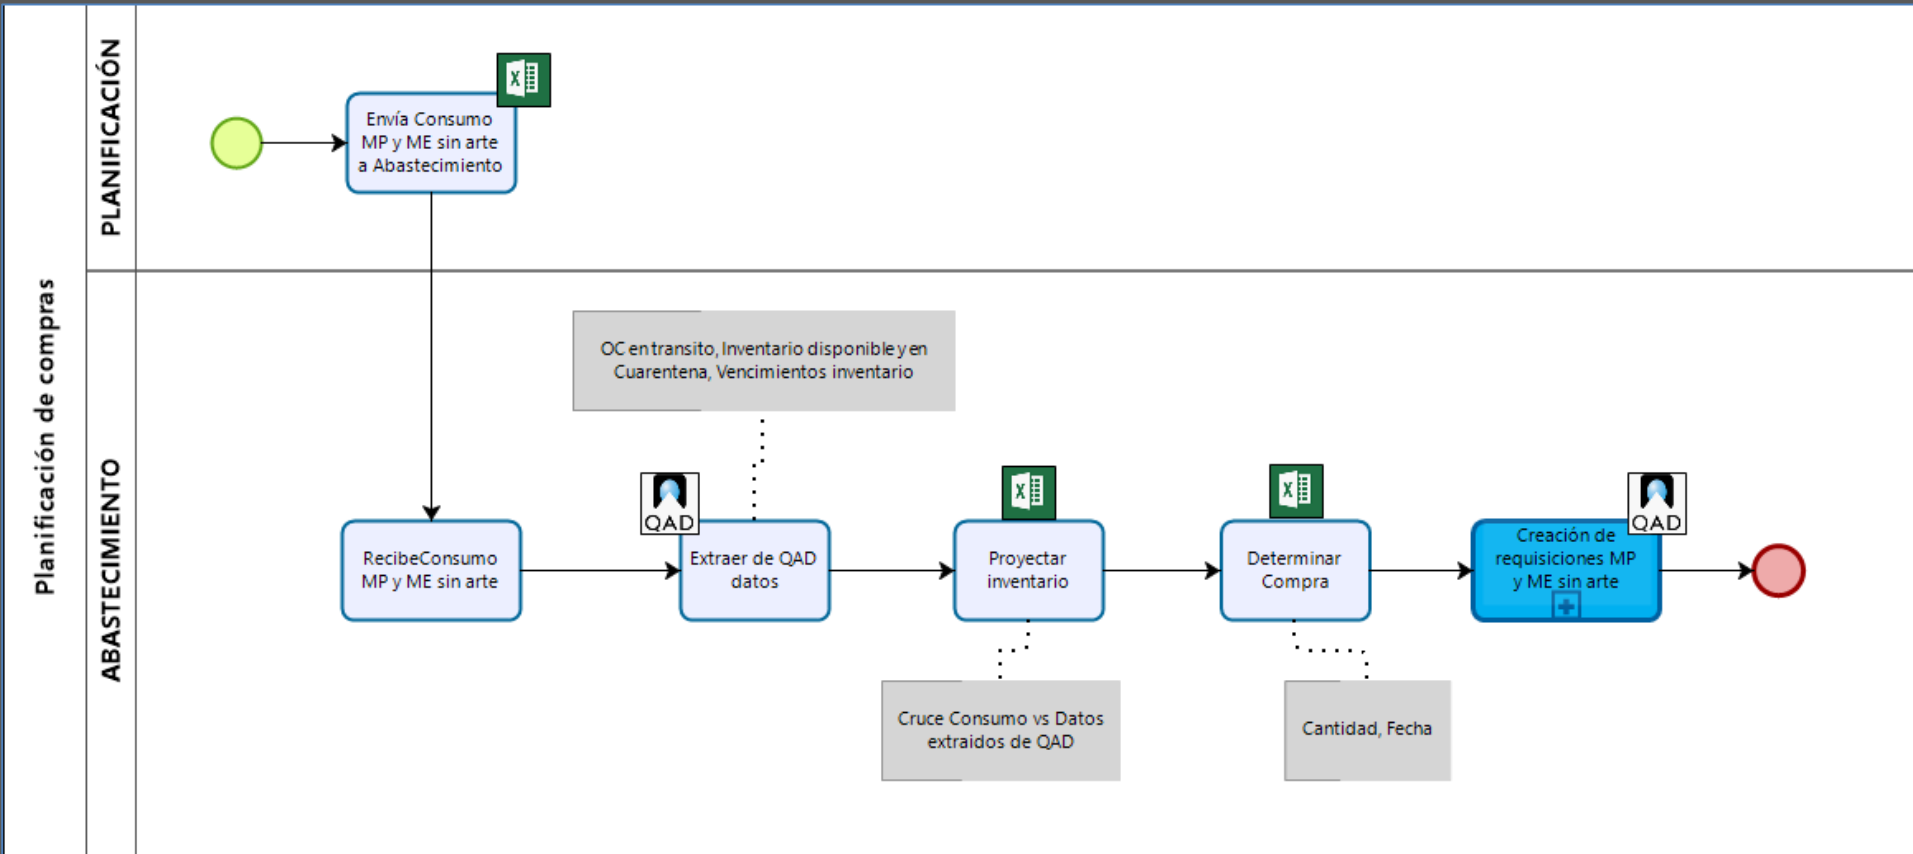 Planificación de compras
PLANIFICACIÓN
Envía Consumo
MP y ME sin arte
a Abastecimiento
X
ABASTECIMIENTO
OC en transito, Inventario disponible y en
Cuarentena, Vencimientos inventario
RecibeConsumo
MP y ME sin arte
QAD
Extraer de QAD
datos
X
Proyectar
inventario
X
Determinar
Compra
QAD
Creación de
requisiciones MP
y ME sin arte
Cruce Consumo vs Datos
extraidos de QAD
Cantidad, Fecha